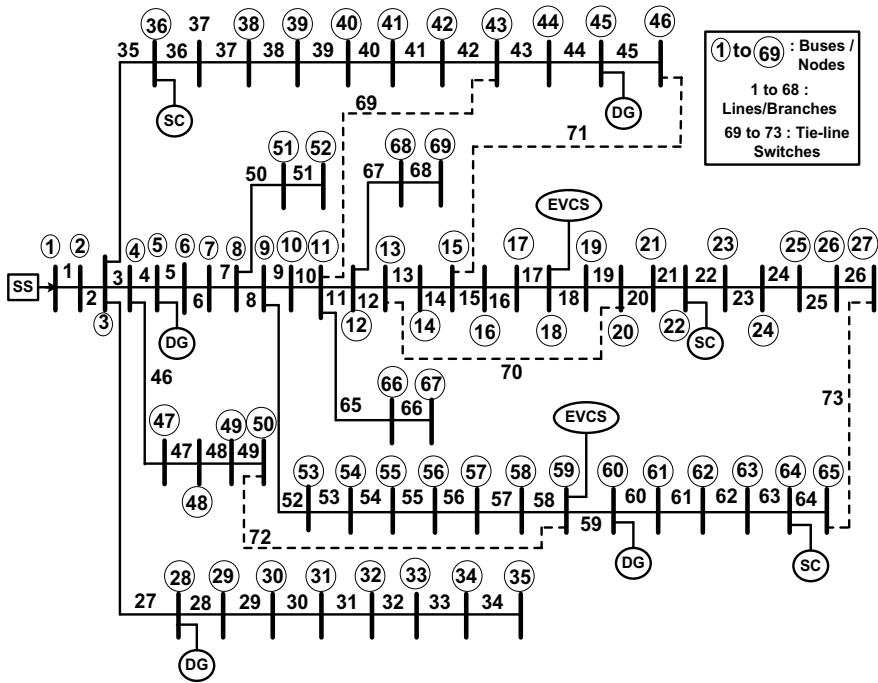 36 37 38 39 40 41 42 43 44 45 46
35 36 37 38 39 40 41 42 43 44 45
SC
DG
69
71
1 to 69 : Buses /
Nodes
1 to 68 :
Lines/Branches
69 to 73 : Tie-line
Switches
51 52
50 51
68 69
67 68
EVCS
1 2 4 5 6 7 8 9 10 11 13 15 17 19 21 23 25 26 27
SS
1 3 4 5 7 9 10 13 17 19 21 22 24 26
2 6 8 11 12 14 15 16 18 20 23 25
3 12 14 16 18 20 22 24
DG
SC
70
46
66 67
65 66
73
EVCS
47 49 50
47 48 49
48
53 54 55 56 57 58 59 60 61 62 63 64 65
52 53 54 55 56 57 58 60 61 62 63 64
59
72
DG
SC
28 29 30 31 32 33 34 35
27 28 29 30 31 32 33 34
DG